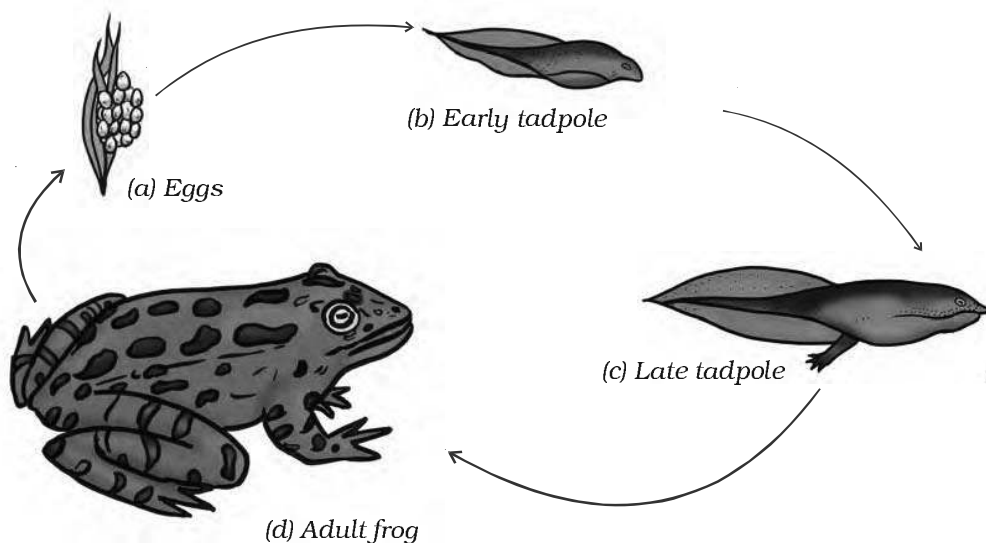 (a) Eggs
(b) Early tadpole
(c) Late tadpole
(d) Adult frog